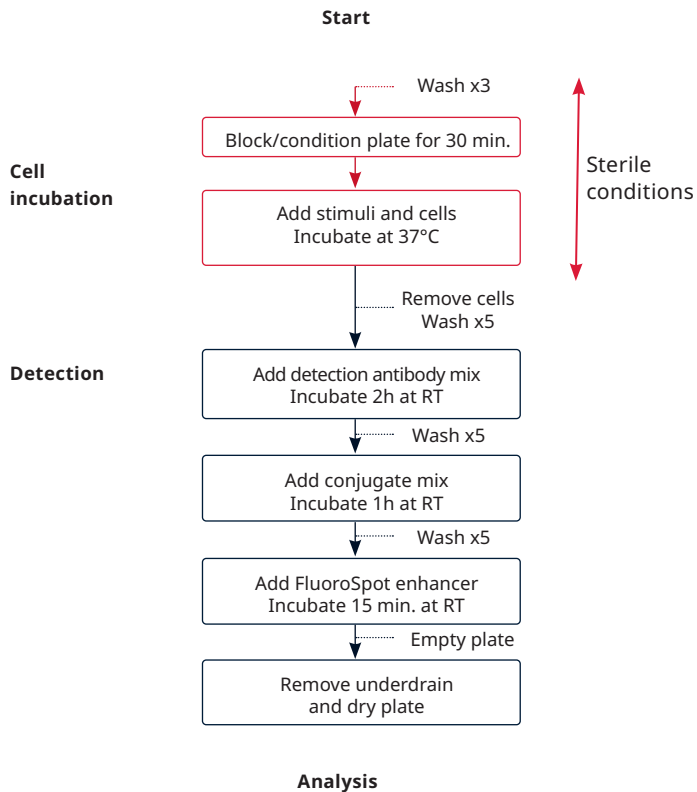 Start
Wash x3
Block/condition plate for 30 min.
Cell
incubation
Sterile
conditions
Add stimuli and cells
Incubate at 37°C
Remove cells
Wash x5
Detection
Add detection antibody mix
Incubate 2h at RT
Wash x5
Add conjugate mix
Incubate 1h at RT
Wash x5
Add FluoroSpot enhancer
Incubate 15 min. at RT
Empty plate
Remove underdrain
and dry plate
Analysis